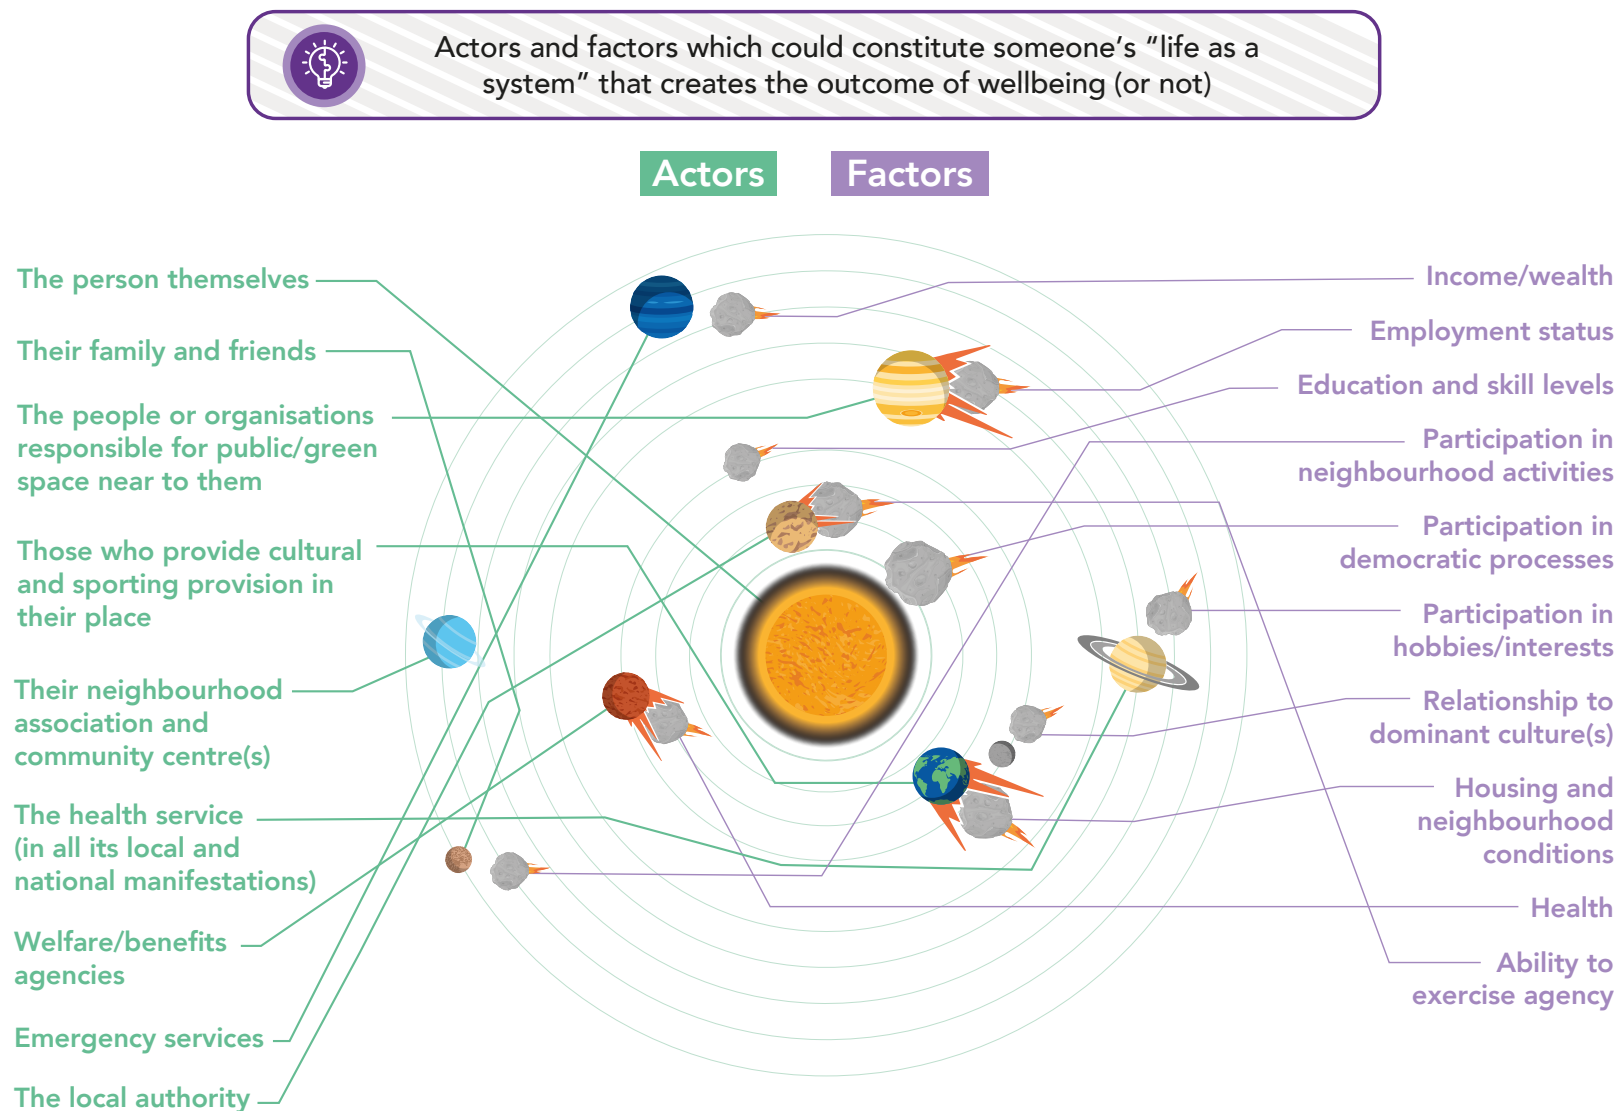 Actors and factors which could constitute someone’s “life as a
system” that creates the outcome of wellbeing (or not)
Actors
Factors
The person themselves
Their family and friends
The people or organisations
responsible for public/green
space near to them
Those who provide cultural
and sporting provision in
their place
Their neighbourhood
association and
community centre(s)
The health service
(in all its local and
national manifestations)
Welfare/benefits
agencies
Emergency services
The local authority
Income/wealth
Employment status
Education and skill levels
Participation in
neighbourhood activities
Participation in
democratic processes
Participation in
hobbies/interests
Relationship to
dominant culture(s)
Housing and
neighbourhood
conditions
Health
Ability to
exercise agency